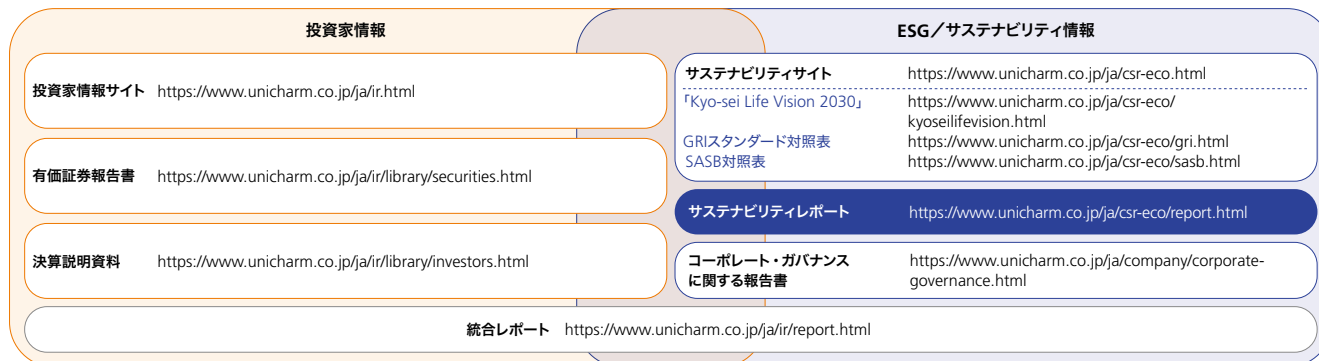 投資家情報
投資家情報サイト https://www.unicharm.co.jp/ja/ir.html
有価証券報告書 https://www.unicharm.co.jp/ja/ir/library/securities.html
決算説明資料 https://www.unicharm.co.jp/ja/ir/library/investors.html
ESG／サステナビリティ情報
サステナビリティサイト https://www.unicharm.co.jp/ja/csr-eco.html
「Kyo-sei Life Vision 2030」 https://www.unicharm.co.jp/ja/csr-eco/
kyoseilifevision.html
GRIスタンダード対照表 https://www.unicharm.co.jp/ja/csr-eco/gri.html
SASB対照表 https://www.unicharm.co.jp/ja/csr-eco/sasb.html
サステナビリティレポート https://www.unicharm.co.jp/ja/csr-eco/report.html
コーポレート・ガバナンス https://www.unicharm.co.jp/ja/company/corporate-
に関する報告書 governance.html
統合レポート https://www.unicharm.co.jp/ja/ir/report.html